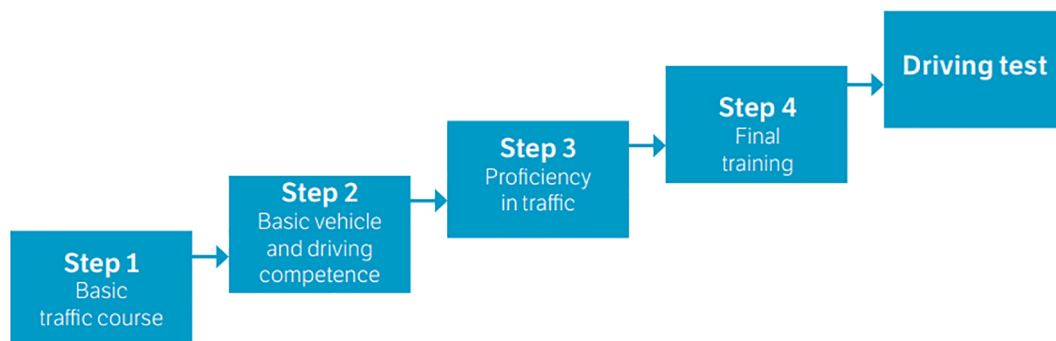 Step 1
Basic
traffic course
Step 2
Basic vehicle
and driving
competence
Step 3
Proficiency
in traffic
Step 4
Final
training
Driving test